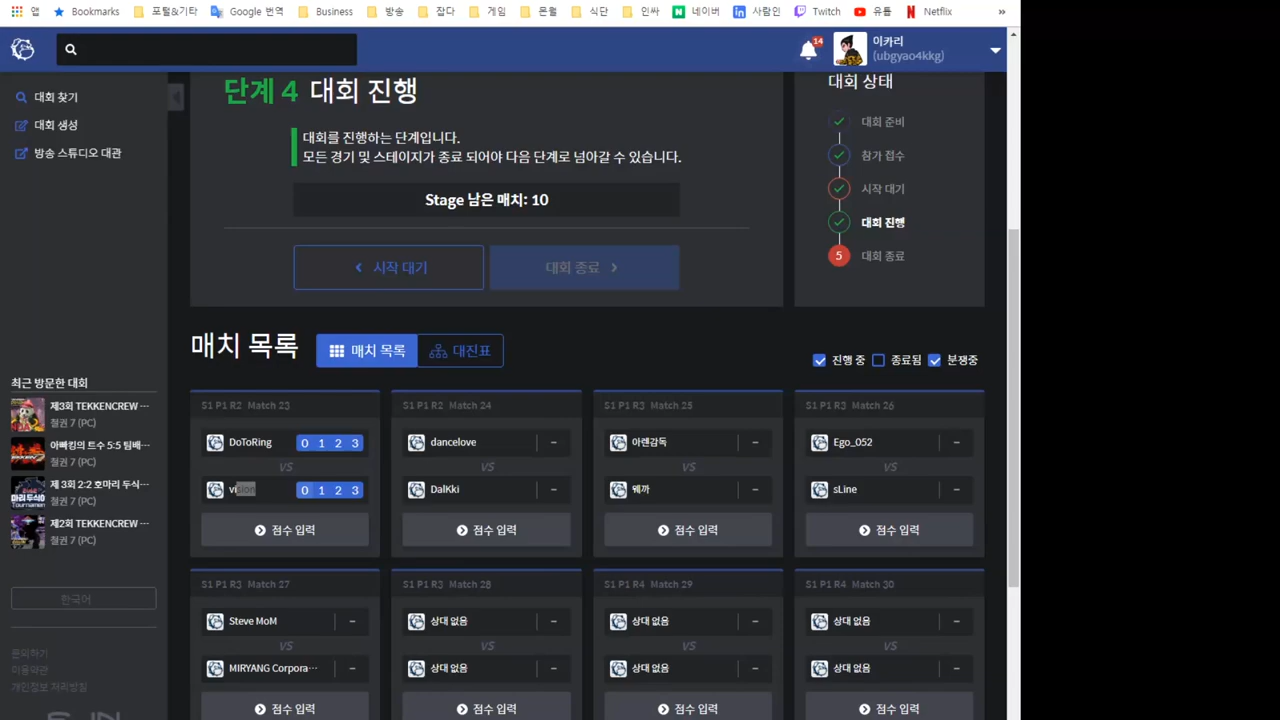 앱 Bookmarks 포털&기타 Google 번역 Business 방송 잡다 게임 몬월 식단 인싸 네이버 사람인 Twitch 유튭 Netflix »
14 이카리
(ubgyao4kkg)
대회 찾기
대회 생성
방송 스튜디오 대관
단계 4 대회 진행
대회를 진행하는 단계입니다.
모든 경기 및 스테이지가 종료 되어야 다음 단계로 넘어갈 수 있습니다.
Stage 남은 매치: 10
시작 대기
대회 종료
대회 상태
대회 준비
참가 접수
시작 대기
대회 진행
5 대회 종료
매치 목록
매치 목록
대진표
진행 중 종료됨 분쟁중
최근 방문한 대회
제3회 TEKKENCREW ···
철권 7 (PC)
아빠킹의 트수 5:5 팀배···
철권 7 (PC)
제 3회 2:2 호마리 두식···
철권 7 (PC)
제2회 TEKKENCREW ···
철권 7 (PC)
한국어
문의하기
이용약관
개인정보 처리방침
S1 P1 R2 Match 23
DoToRing 0 1 2 3
VS
vision 0 1 2 3
점수 입력
S1 P1 R2 Match 24
dancelove –
VS
DalKki –
점수 입력
S1 P1 R3 Match 25
아렌감독 –
VS
웨까 –
점수 입력
S1 P1 R3 Match 26
Ego_052 –
VS
sLine –
점수 입력
S1 P1 R3 Match 27
Steve MoM –
VS
MIRYANG Corpora··· –
점수 입력
S1 P1 R3 Match 28
상대 없음 –
VS
상대 없음 –
점수 입력
S1 P1 R4 Match 29
상대 없음 –
VS
상대 없음 –
점수 입력
S1 P1 R4 Match 30
상대 없음 –
VS
상대 없음 –
점수 입력